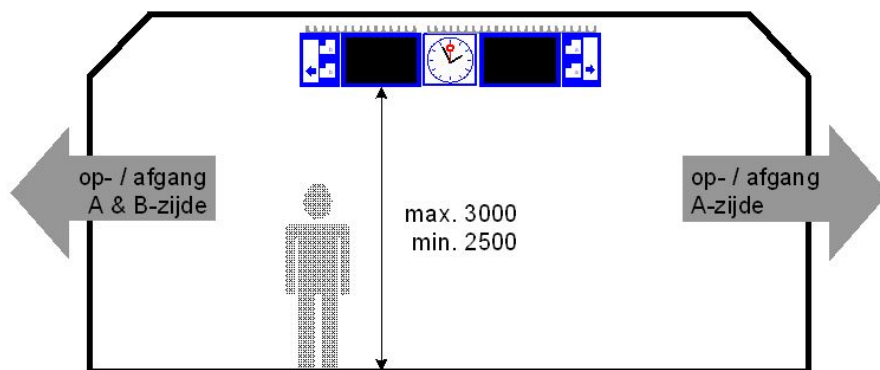 op- / afgang
A & B-zijde
max. 3000
min. 2500
op- / afgang
A-zijde